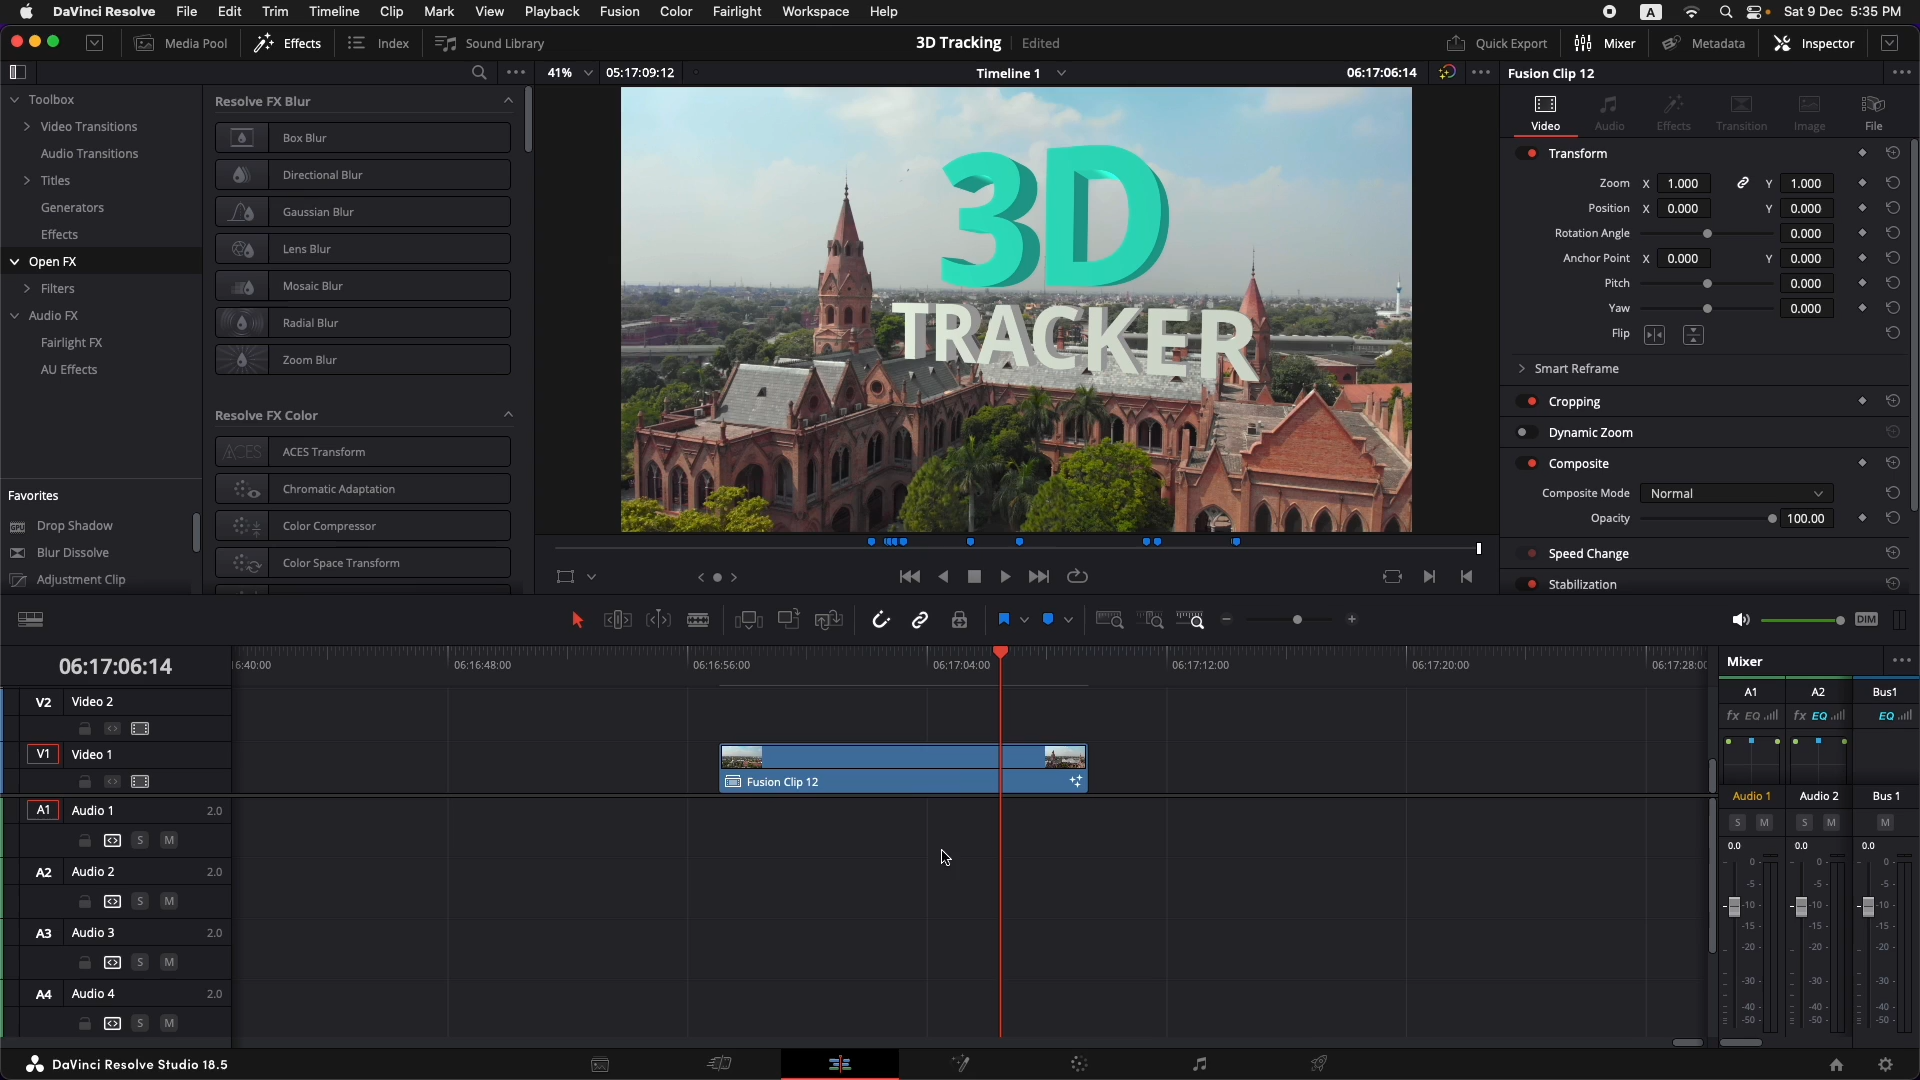 DaVinci Resolve File Edit Trim Timeline Clip Mark View Playback Fusion Color Fairlight Workspace Help A Sat 9 Dec 5:35 PM
Media Pool Effects Index Sound Library 3D Tracking Edited Quick Export Mixer Metadata Inspector
41% 05:17:09:12 Timeline 1 06:17:06:14 Fusion Clip 12
Toolbox
Video Transitions
Audio Transitions
Titles
Generators
Effects
Open FX
Filters
Audio FX
Fairlight FX
AU Effects
Favorites
Drop Shadow
Blur Dissolve
Adjustment Clip
Resolve FX Blur
Box Blur
Directional Blur
Gaussian Blur
Lens Blur
Mosaic Blur
Radial Blur
Zoom Blur
Resolve FX Color
ACES ACES Transform
Chromatic Adaptation
Color Compressor
Color Space Transform
3D
TRACKER
Video Audio Effects Transition Image File
Transform
Zoom X 1.000 Y 1.000
Position X 0.000 Y 0.000
Rotation Angle 0.000
Anchor Point X 0.000 Y 0.000
Pitch 0.000
Yaw 0.000
Flip
Smart Reframe
Cropping
Dynamic Zoom
Composite
Composite Mode Normal
Opacity 100.00
Speed Change
Stabilization
DIM
06:17:06:14
6:40:00 06:16:48:00 06:16:56:00 06:17:04:00 06:17:12:00 06:17:20:00 06:17:28:00
V2 Video 2
V1 Video 1
Fusion Clip 12
A1 Audio 1 2.0
S M
A2 Audio 2 2.0
S M
A3 Audio 3 2.0
S M
A4 Audio 4 2.0
S M
Mixer
A1 A2 Bus1
fx EQ fx EQ EQ
Audio 1 Audio 2 Bus 1
S M S M M
0.0 0.0 0.0
0- 0- 0-
-5- -5- -5-
-10- -10- -10-
-15- -15- -15-
-20- -20- -20-
-30- -30- -30-
-40- -40- -40-
-50- -50- -50-
DaVinci Resolve Studio 18.5